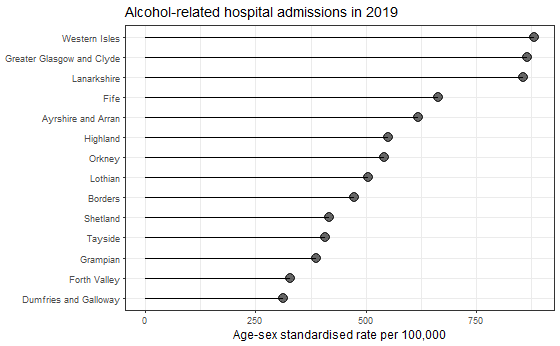 Alcohol-related hospital admissions in 2019
Western Isles
Greater Glasgow and Clyde
Lanarkshire
Fife
Ayrshire and Arran
Highland
Orkney
Lothian
Borders
Shetland
Tayside
Grampian
Forth Valley
Dumfries and Galloway
0 250 500 750
Age-sex standardised rate per 100,000